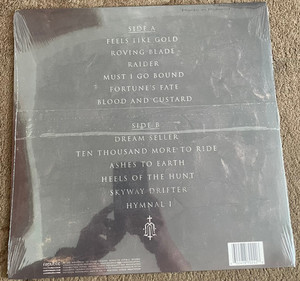 SIDE A
FEELS LIKE GOLD
ROVING BLADE
RAIDER
MUST I GO BOUND
FORTUNE'S FATE
BLOOD AND CUSTARD
SIDE B
DREAM SELLER
TEN THOUSAND MORE TO RIDE
ASHES TO EARTH
HEELS OF THE HUNT
SKYWAY DRIFTER
HYMNAL I